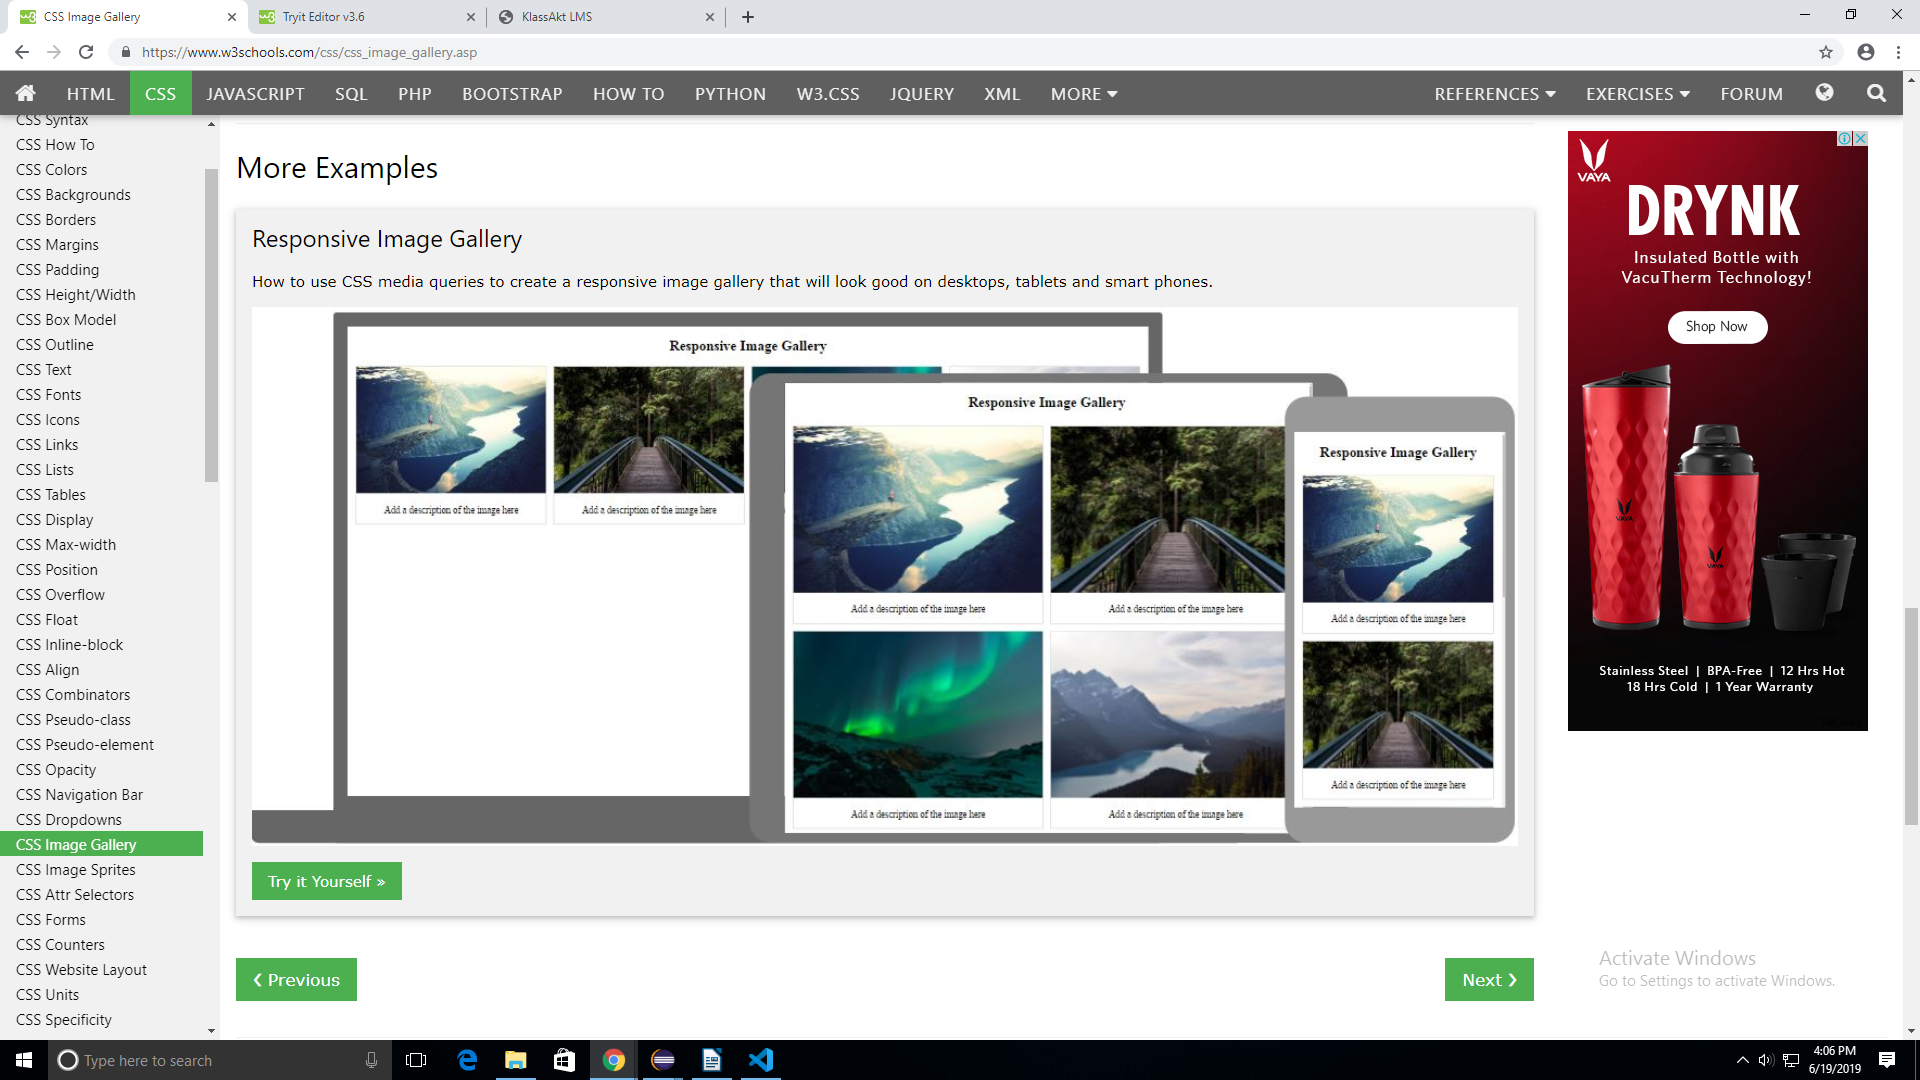 CSS Image Gallery
Tryit Editor v3.6
KlassAkt LMS
https://www.w3schools.com/css/css_image_gallery.asp
HTML
CSS
JAVASCRIPT
SQL
PHP
BOOTSTRAP
HOW TO
PYTHON
W3.CSS
JQUERY
XML
MORE
REFERENCES
EXERCISES
FORUM
CSS Syntax
CSS How To
CSS Colors
CSS Backgrounds
CSS Borders
CSS Margins
CSS Padding
CSS Height/Width
CSS Box Model
CSS Outline
CSS Text
CSS Fonts
CSS Icons
CSS Links
CSS Lists
CSS Tables
CSS Display
CSS Max-width
CSS Position
CSS Overflow
CSS Float
CSS Inline-block
CSS Align
CSS Combinators
CSS Pseudo-class
CSS Pseudo-element
CSS Opacity
CSS Navigation Bar
CSS Dropdowns
CSS Image Gallery
CSS Image Sprites
CSS Attr Selectors
CSS Forms
CSS Counters
CSS Website Layout
CSS Units
CSS Specificity
More Examples
Responsive Image Gallery
How to use CSS media queries to create a responsive image gallery that will look good on desktops, tablets and smart phones.
Responsive Image Gallery
Add a description of the image here
Add a description of the image here
Responsive Image Gallery
Add a description of the image here
Add a description of the image here
Add a description of the image here
Add a description of the image here
Responsive Image Gallery
Add a description of the image here
Add a description of the image here
Try it Yourself »
❮ Previous
Next ❯
VAYA
DRYNK
Insulated Bottle with
VacuTherm Technology!
Shop Now
VAYA
VAYA
Stainless Steel | BPA-Free | 12 Hrs Hot
18 Hrs Cold | 1 Year Warranty
Activate Windows
Go to Settings to activate Windows.
Type here to search
4:06 PM
6/19/2019